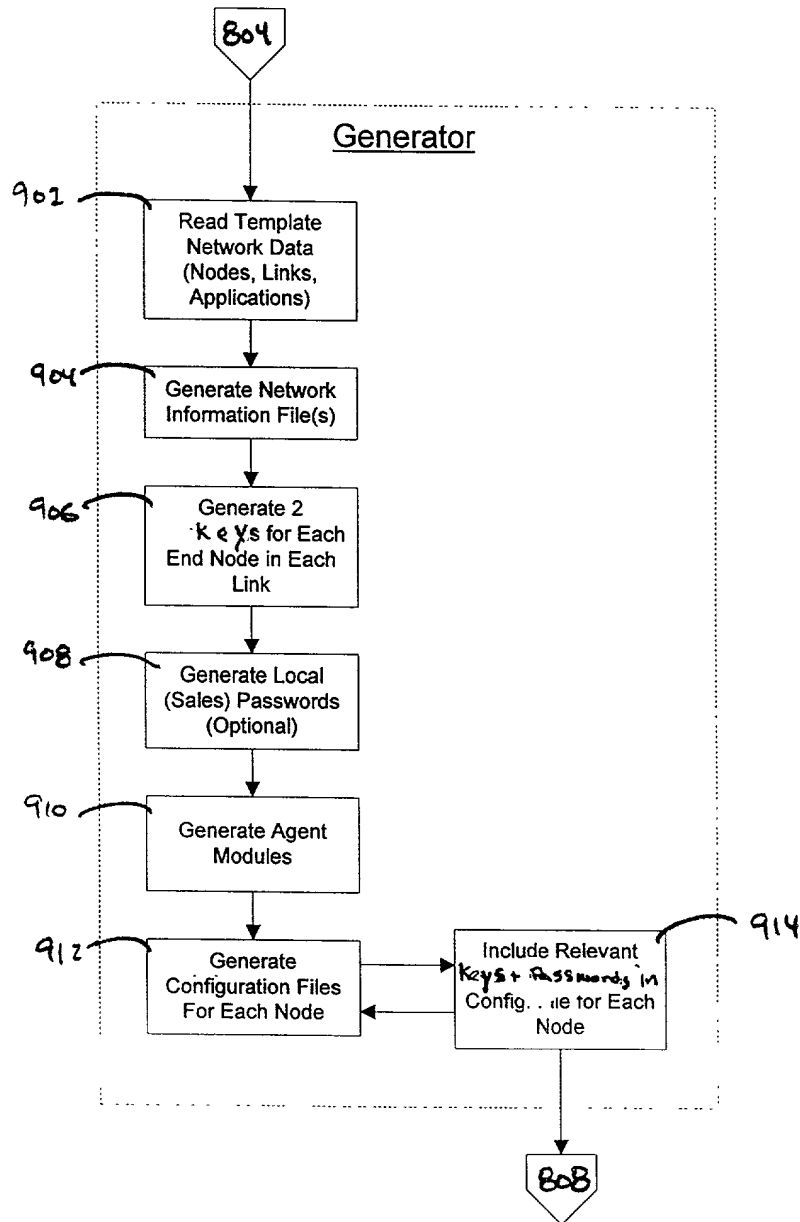 804
Generator
902
Read Template
Network Data
(Nodes, Links,
Applications)
904
Generate Network
Information File(s)
906
Generate 2
Keys for Each
End Node in Each
Link
908
Generate Local
(Sales) Passwords
(Optional)
910
Generate Agent
Modules
912
Generate
Configuration Files
For Each Node
914
Include Relevant
Keys + Passwords in
for Each
Node
808